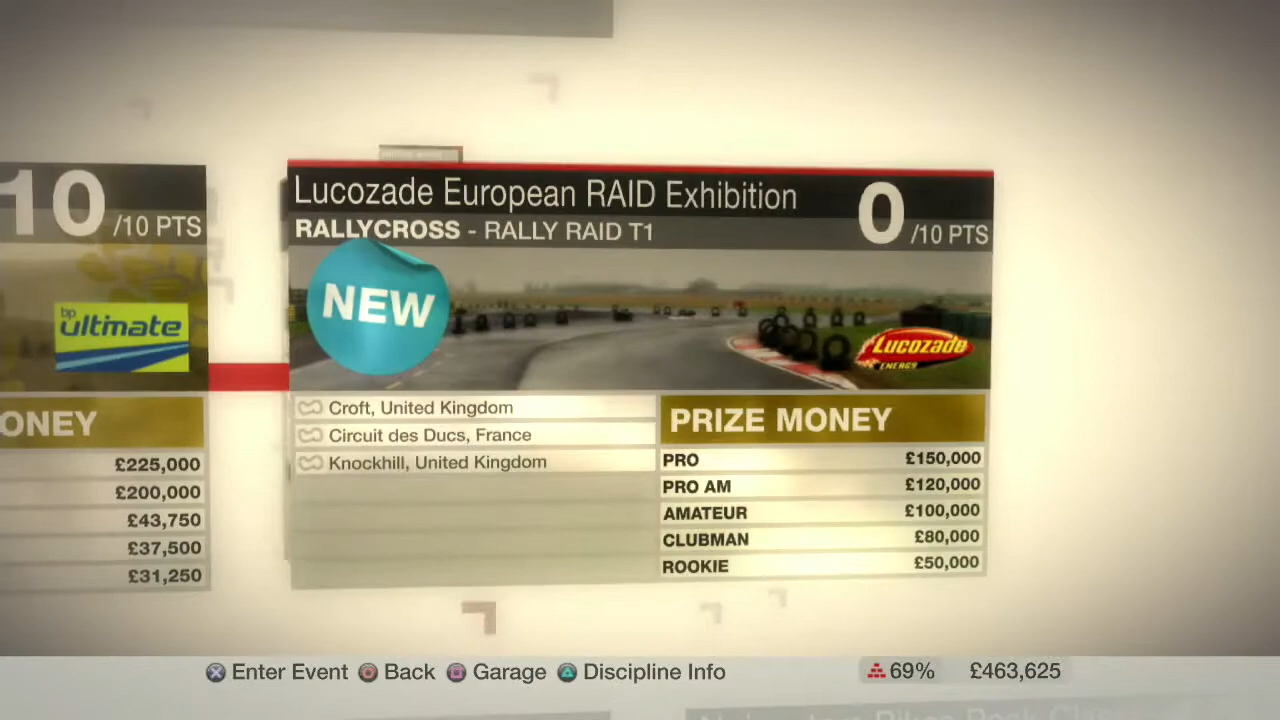 10 /10 PTS
bp
ultimate
ONEY
£225,000
£200,000
£43,750
£37,500
£31,250
Lucozade European RAID Exhibition
0 /10 PTS
RALLYCROSS - RALLY RAID T1
NEW
Lucozade
ENERGY
Croft, United Kingdom
Circuit des Ducs, France
Knockhill, United Kingdom
PRIZE MONEY
PRO £150,000
PRO AM £120,000
AMATEUR £100,000
CLUBMAN £80,000
ROOKIE £50,000
Enter Event Back Garage Discipline Info 69% £463,625